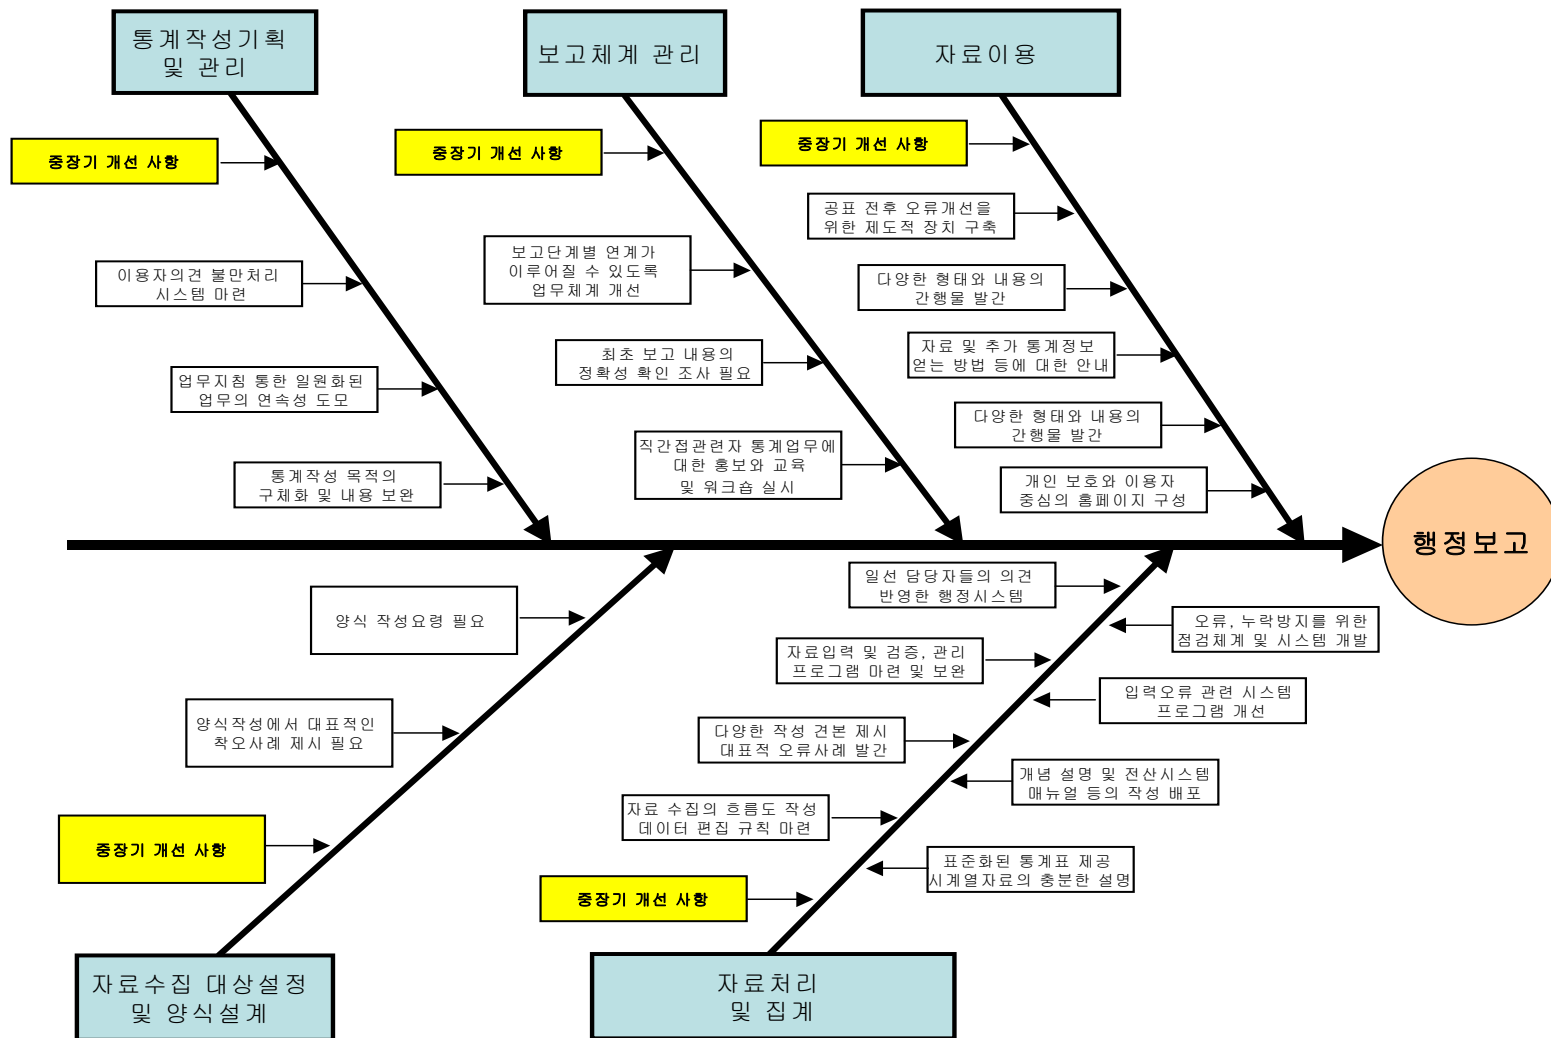 통계작성기획
및 관리
보고체계 관리
자료이용
중장기 개선 사항
이용자의견 불만처리
시스템 마련
업무지침 통한 일원화된
업무의 연속성 도모
통계작성 목적의
구체화 및 내용 보완
중장기 개선 사항
보고단계별 연계가
이루어질 수 있도록
업무체계 개선
최초 보고 내용의
정확성 확인 조사 필요
직간접관련자 통계업무에
대한 홍보와 교육
및 워크숍 실시
중장기 개선 사항
공표 전후 오류개선을
위한 제도적 장치 구축
다양한 형태와 내용의
간행물 발간
자료 및 추가 통계정보
얻는 방법 등에 대한 안내
다양한 형태와 내용의
간행물 발간
개인 보호와 이용자
중심의 홈페이지 구성
행정보고
양식 작성요령 필요
양식작성에서 대표적인
착오사례 제시 필요
중장기 개선 사항
자료수집 대상설정
및 양식설계
일선 담당자들의 의견
반영한 행정시스템
자료입력 및 검증, 관리
프로그램 마련 및 보완
다양한 작성 견본 제시
대표적 오류사례 발간
자료 수집의 흐름도 작성
데이터 편집 규칙 마련
중장기 개선 사항
오류, 누락방지를 위한
점검체계 및 시스템 개발
입력오류 관련 시스템
프로그램 개선
개념 설명 및 전산시스템
매뉴얼 등의 작성 배포
표준화된 통계표 제공
시계열자료의 충분한 설명
자료처리
및 집계